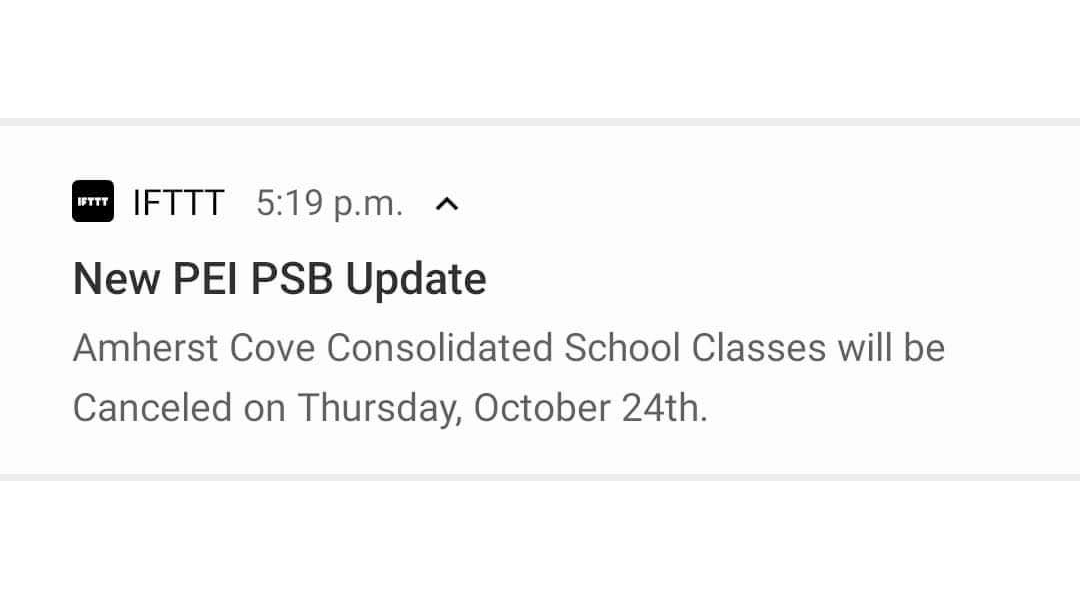 IFTTT IFTTT 5:19 p.m.
New PEI PSB Update
Amherst Cove Consolidated School Classes will be
Canceled on Thursday, October 24th.